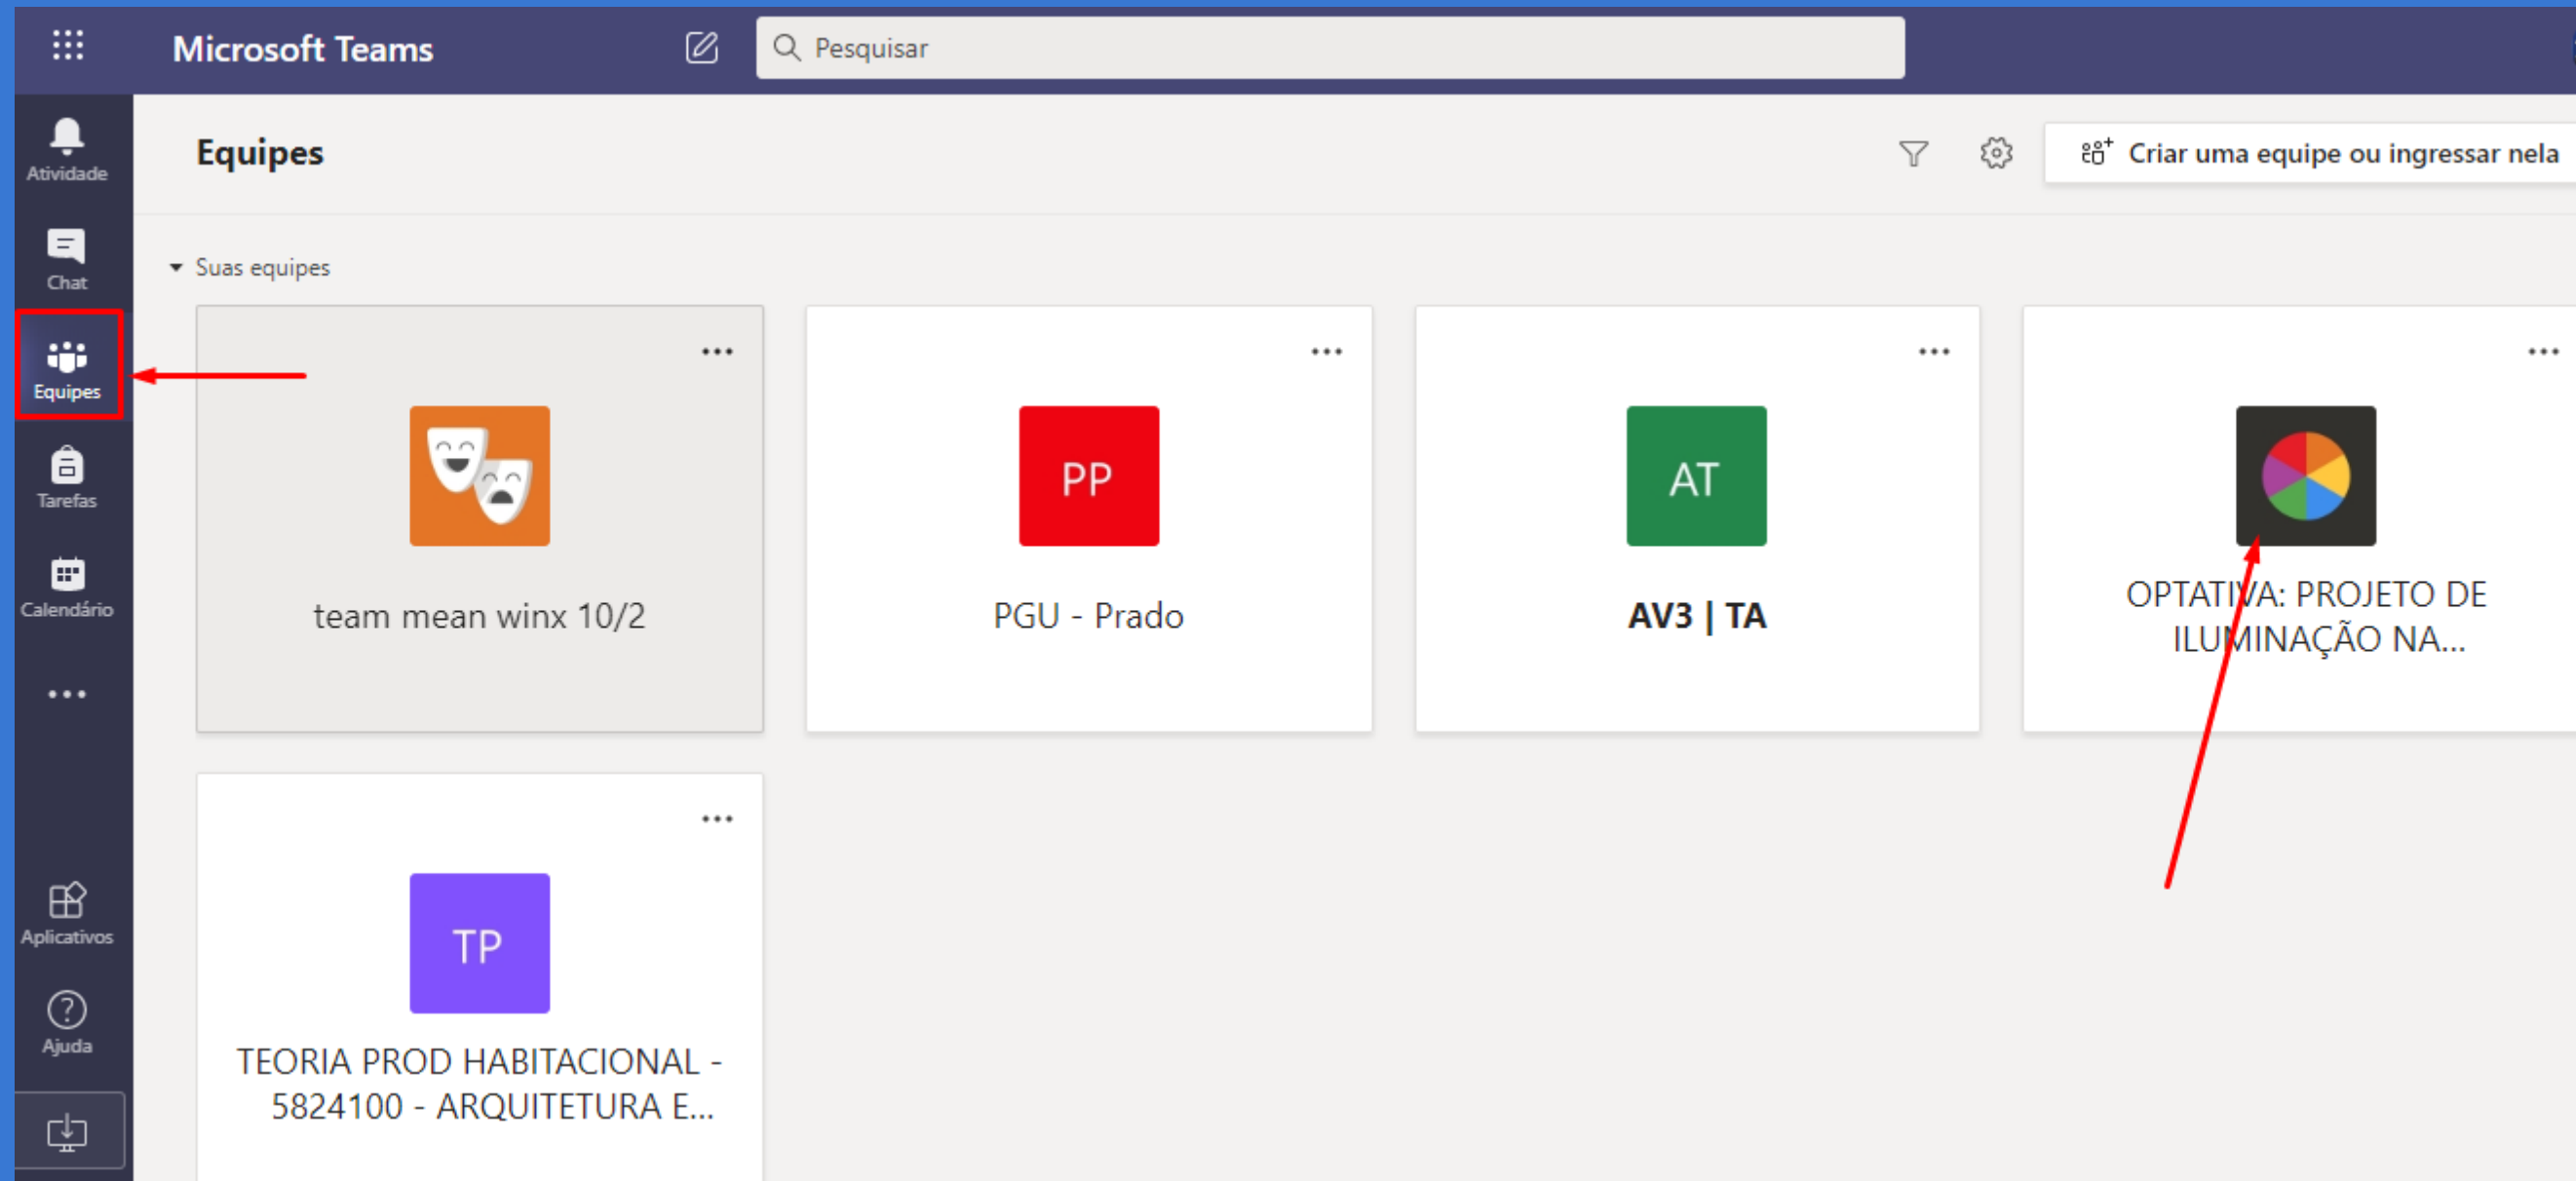 Microsoft Teams
Pesquisar
Atividade
Chat
Equipes
Tarefas
Calendário
Aplicativos
Ajuda
Equipes
Criar uma equipe ou ingressar nela
Suas equipes
team mean winx 10/2
PP
PGU - Prado
AT
AV3 | TA
OPTATIVA: PROJETO DE
ILUMINAÇÃO NA...
TP
TEORIA PROD HABITACIONAL -
5824100 - ARQUITETURA E...